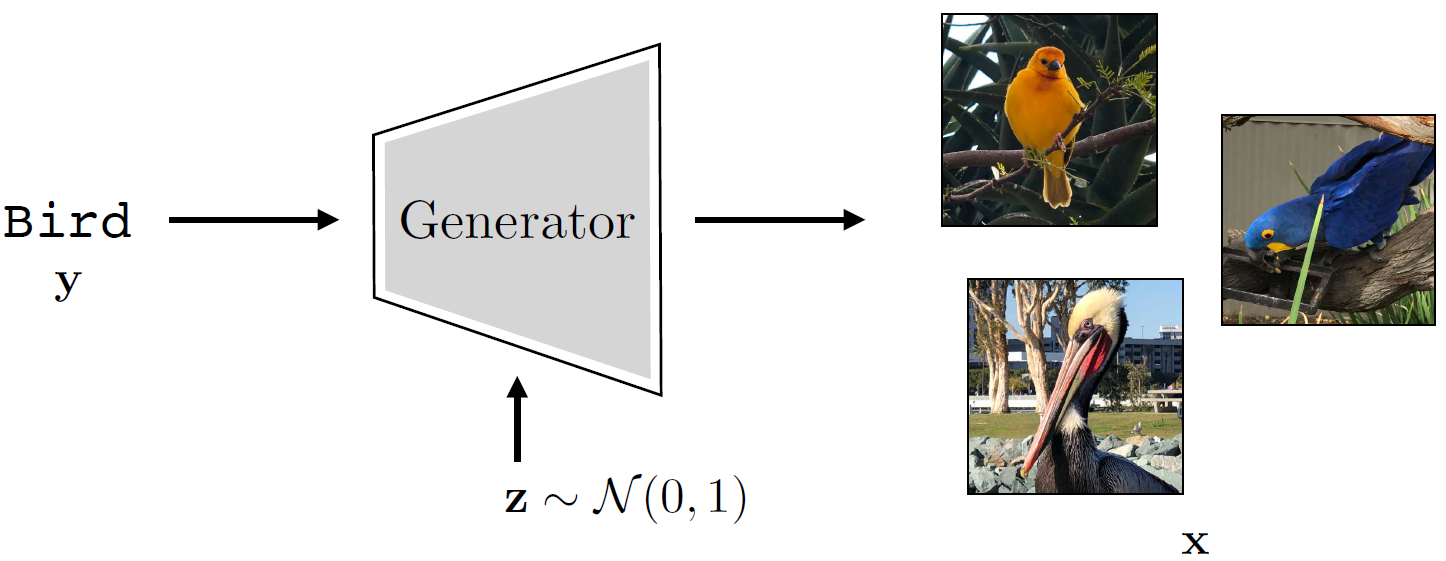 Bird
y
Generator
z ∼ 𝒩(0, 1)
x